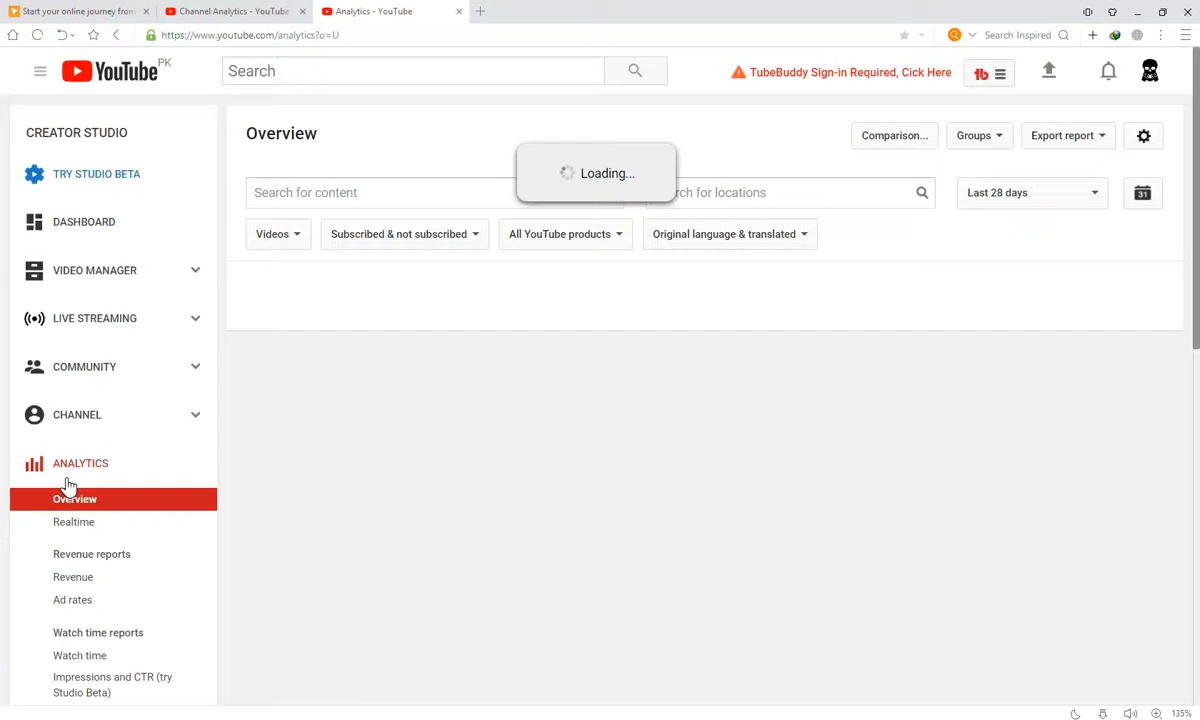 Start your online journey from
Channel Analytics - YouTube
Analytics - YouTube
https://www.youtube.com/analytics?o=U
Search Inspired
YouTube PK
Search
TubeBuddy Sign-in Required, Click Here
tb
CREATOR STUDIO
TRY STUDIO BETA
DASHBOARD
VIDEO MANAGER
LIVE STREAMING
COMMUNITY
CHANNEL
ANALYTICS
Overview
Realtime
Revenue reports
Revenue
Ad rates
Watch time reports
Watch time
Impressions and CTR (try
Studio Beta)
Overview
Comparison...
Groups
Export report
Loading...
Search for content
rch for locations
Last 28 days
31
Videos
Subscribed & not subscribed
All YouTube products
Original language & translated
135%